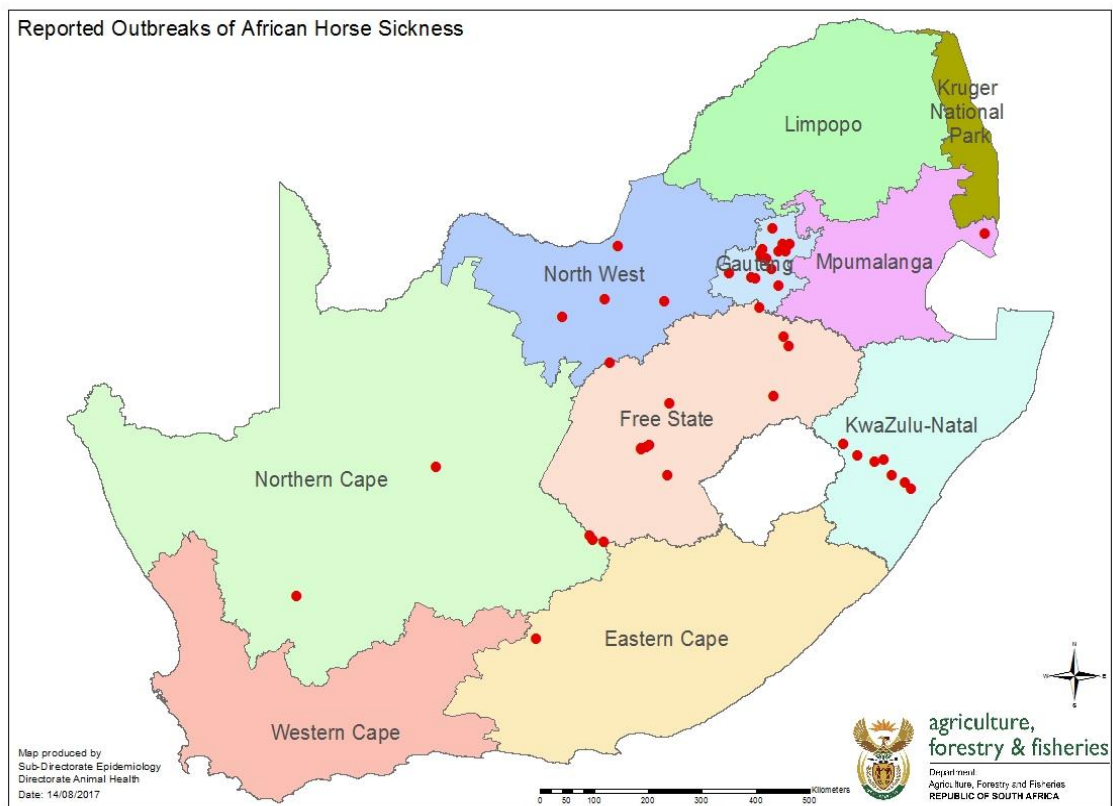 Reported Outbreaks of African Horse Sickness
Kruger
National
Park
Limpopo
North West
Gauteng
Mpumalanga
Free State
KwaZulu-Natal
Northern Cape
Eastern Cape
Western Cape
N
W
E
S
agriculture,
forestry & fisheries
Department:
Agriculture, Forestry and Fisheries
REPUBLIC OF SOUTH AFRICA
Map produced by
Sub-Directorate Epidemiology
Directorate Animal Health
Date: 14/08/2017
Kilometers
0 50 100 200 300 400 500